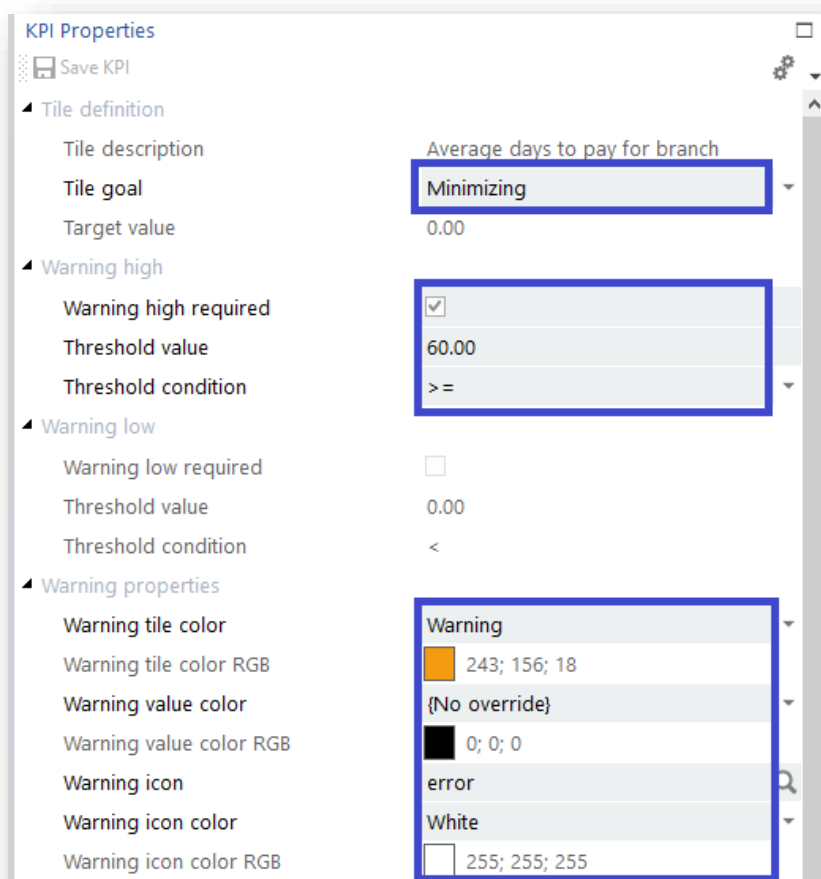 KPI Properties
Save KPI
Tile definition
Tile description Average days to pay for branch
Tile goal Minimizing
Target value 0.00
Warning high
Warning high required
Threshold value 60.00
Threshold condition >=
Warning low
Warning low required
Threshold value 0.00
Threshold condition <
Warning properties
Warning tile color Warning
Warning tile color RGB 243; 156; 18
Warning value color {No override}
Warning value color RGB 0; 0; 0
Warning icon error
Warning icon color White
Warning icon color RGB 255; 255; 255